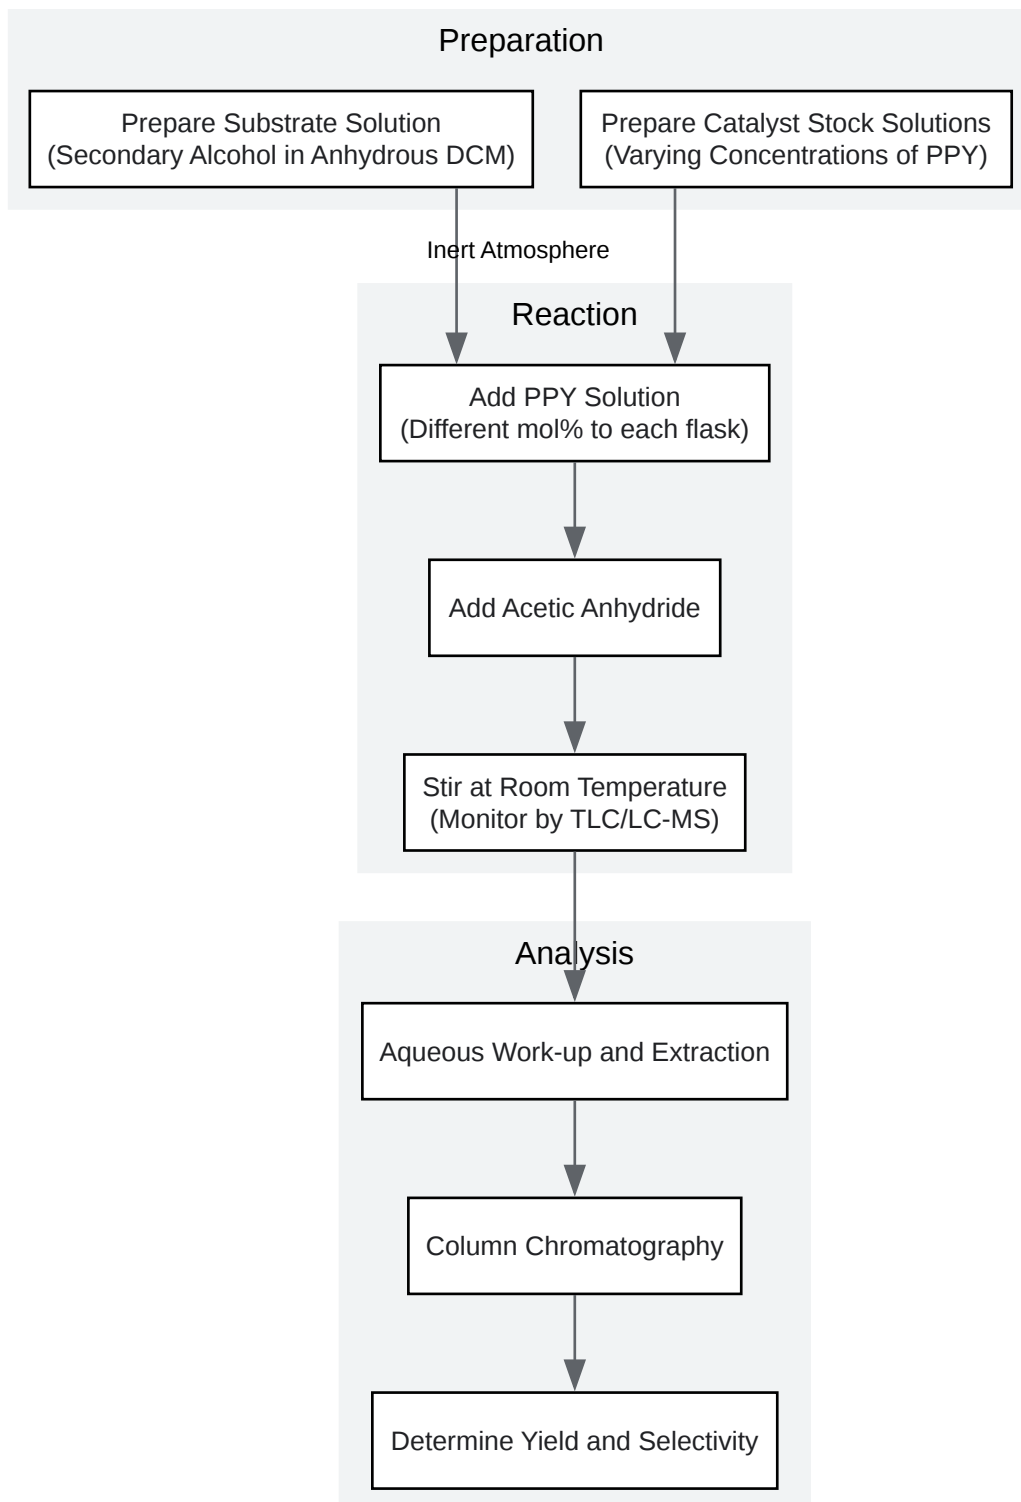 Preparation
Prepare Substrate Solution
(Secondary Alcohol in Anhydrous DCM)
Prepare Catalyst Stock Solutions
(Varying Concentrations of PPY)
Inert Atmosphere
Reaction
Add PPY Solution
(Different mol% to each flask)
Add Acetic Anhydride
Stir at Room Temperature
(Monitor by TLC/LC-MS)
Analysis
Aqueous Work-up and Extraction
Column Chromatography
Determine Yield and Selectivity